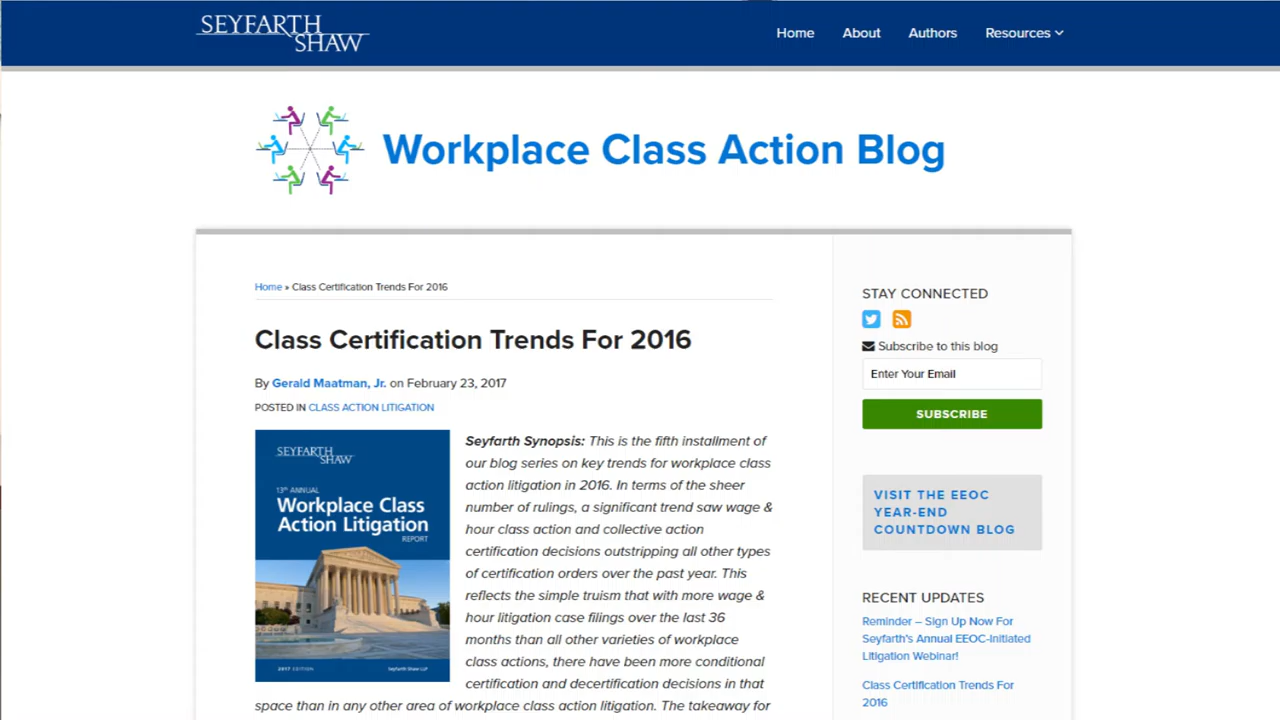 SEYFARTH
SHAW
Home About Authors Resources
Workplace Class Action Blog
Home » Class Certification Trends For 2016
Class Certification Trends For 2016
By Gerald Maatman, Jr. on February 23, 2017
POSTED IN CLASS ACTION LITIGATION
SEYFARTH
SHAW
13TH ANNUAL
Workplace Class
Action Litigation
REPORT
2017 EDITION
Seyfarth Shaw LLP
Seyfarth Synopsis: This is the fifth installment of
our blog series on key trends for workplace class
action litigation in 2016. In terms of the sheer
number of rulings, a significant trend saw wage &
hour class action and collective action
certification decisions outstripping all other types
of certification orders over the past year. This
reflects the simple truism that with more wage &
hour litigation case filings over the last 36
months than all other varieties of workplace
class actions, there have been more conditional
certification and decertification decisions in that
space than in any other area of workplace class action litigation. The takeaway for
STAY CONNECTED
Subscribe to this blog
Enter Your Email
SUBSCRIBE
VISIT THE EEOC
YEAR-END
COUNTDOWN BLOG
RECENT UPDATES
Reminder – Sign Up Now For
Seyfarth's Annual EEOC-Initiated
Litigation Webinar!
Class Certification Trends For
2016